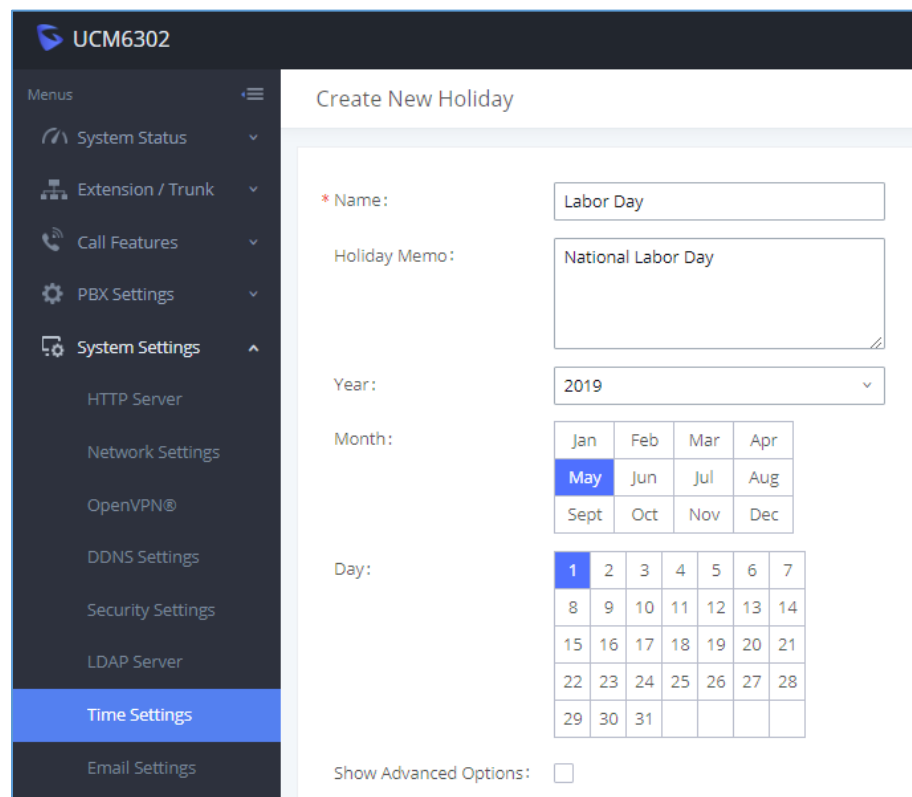 UCM6302
Menus
System Status
Extension / Trunk
Call Features
PBX Settings
System Settings
HTTP Server
Network Settings
OpenVPN®
DDNS Settings
Security Settings
LDAP Server
Time Settings
Email Settings
Create New Holiday
* Name: Labor Day
Holiday Memo: National Labor Day
Year: 2019
Month: Jan Feb Mar Apr
May Jun Jul Aug
Sept Oct Nov Dec
Day: 1 2 3 4 5 6 7
8 9 10 11 12 13 14
15 16 17 18 19 20 21
22 23 24 25 26 27 28
29 30 31
Show Advanced Options: